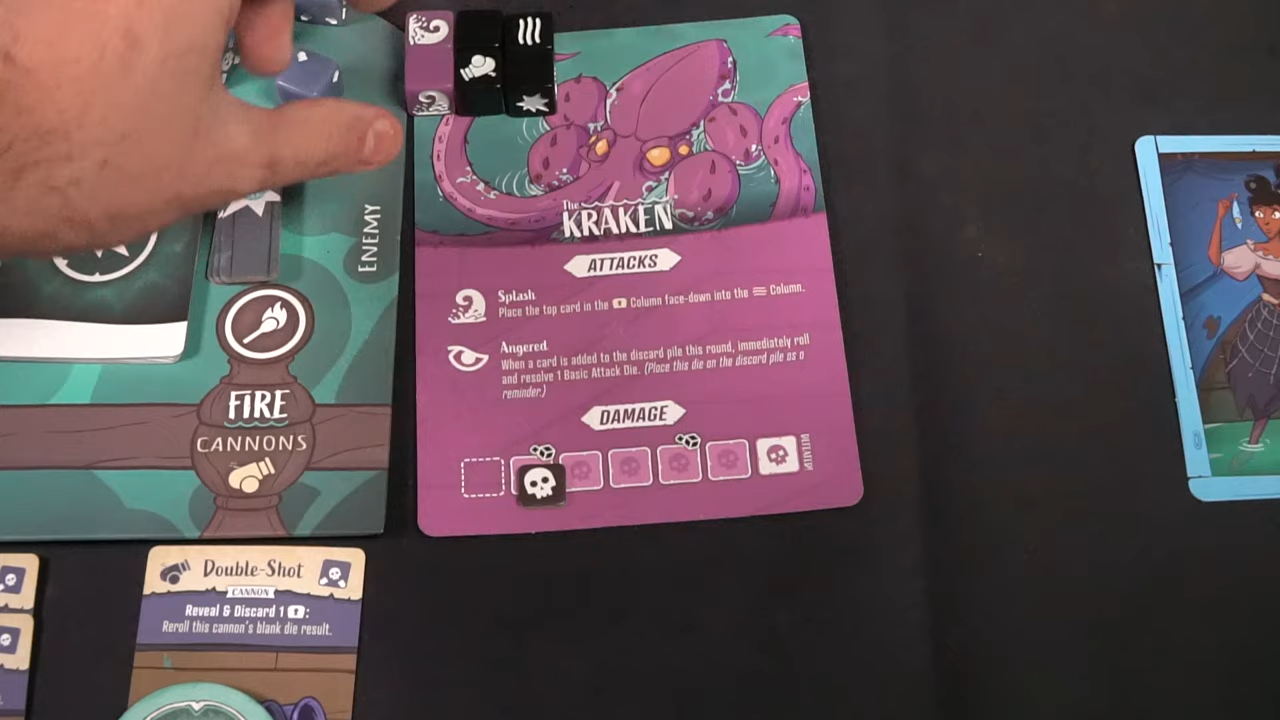 ENEMY
FIRE
CANNONS
The
KRAKEN
ATTACKS
Splash
Place the top card in the Column face-down into the Column.
Angered
When a card is added to the discard pile this round, immediately roll
and resolve 1 Basic Attack Die. (Place this die on the discard pile as a
reminder.)
DAMAGE
DEFEATED!
Double-Shot
CANNON
Reveal & Discard 1 :
Reroll this cannon's blank die result.